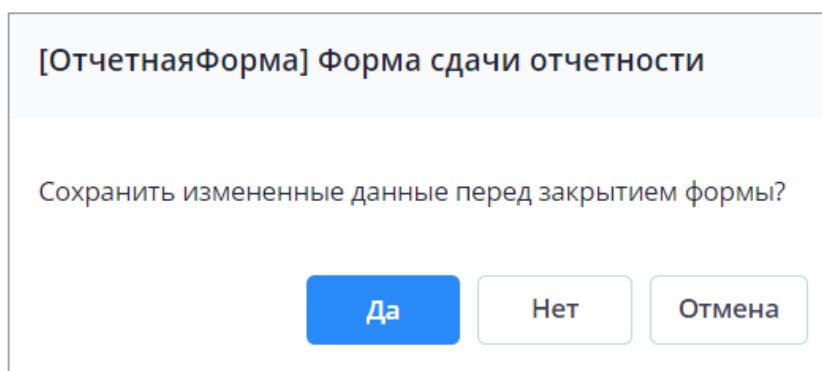 [ОтчетнаяФорма] Форма сдачи отчетности
Сохранить измененные данные перед закрытием формы?
Да Нет Отмена